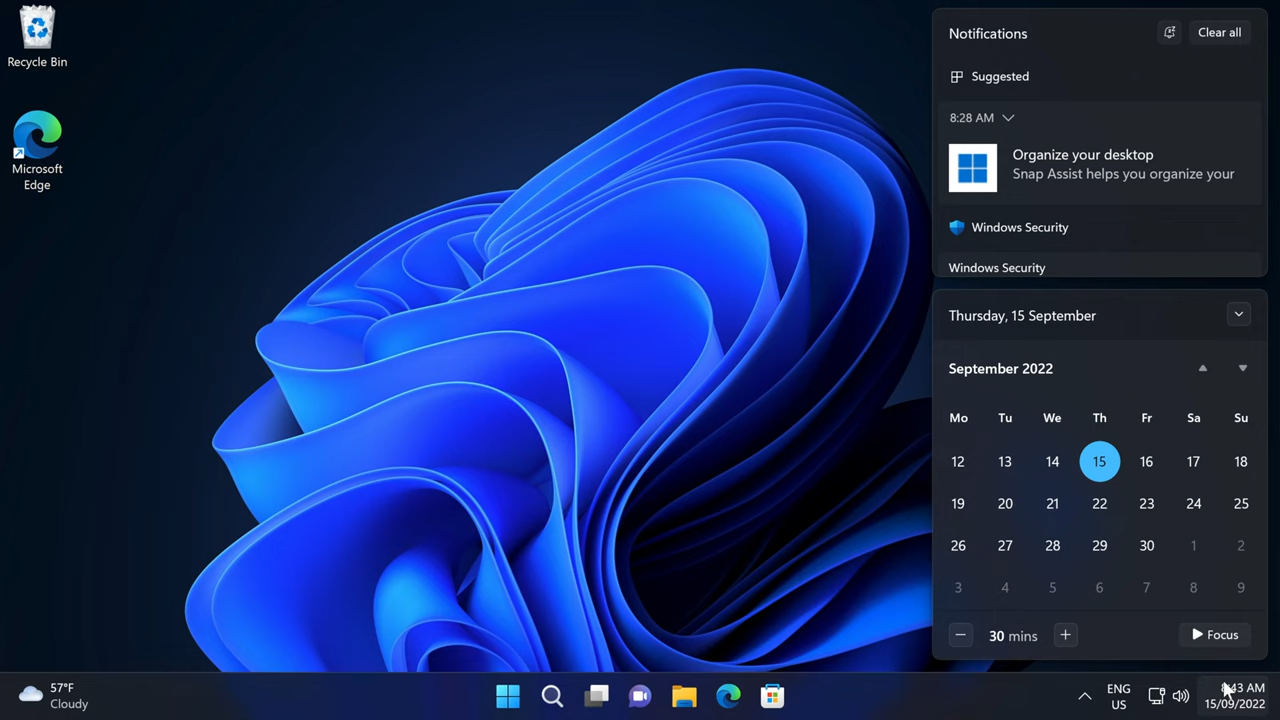 Recycle Bin
Microsoft
Edge
Notifications
Clear all
Suggested
8:28 AM
Organize your desktop
Snap Assist helps you organize your
Windows Security
Windows Security
Thursday, 15 September
September 2022
Mo Tu We Th Fr Sa Su
12 13 14 15 16 17 18
19 20 21 22 23 24 25
26 27 28 29 30 1 2
3 4 5 6 7 8 9
30 mins
Focus
57°F
Cloudy
ENG
US
8:43 AM
15/09/2022